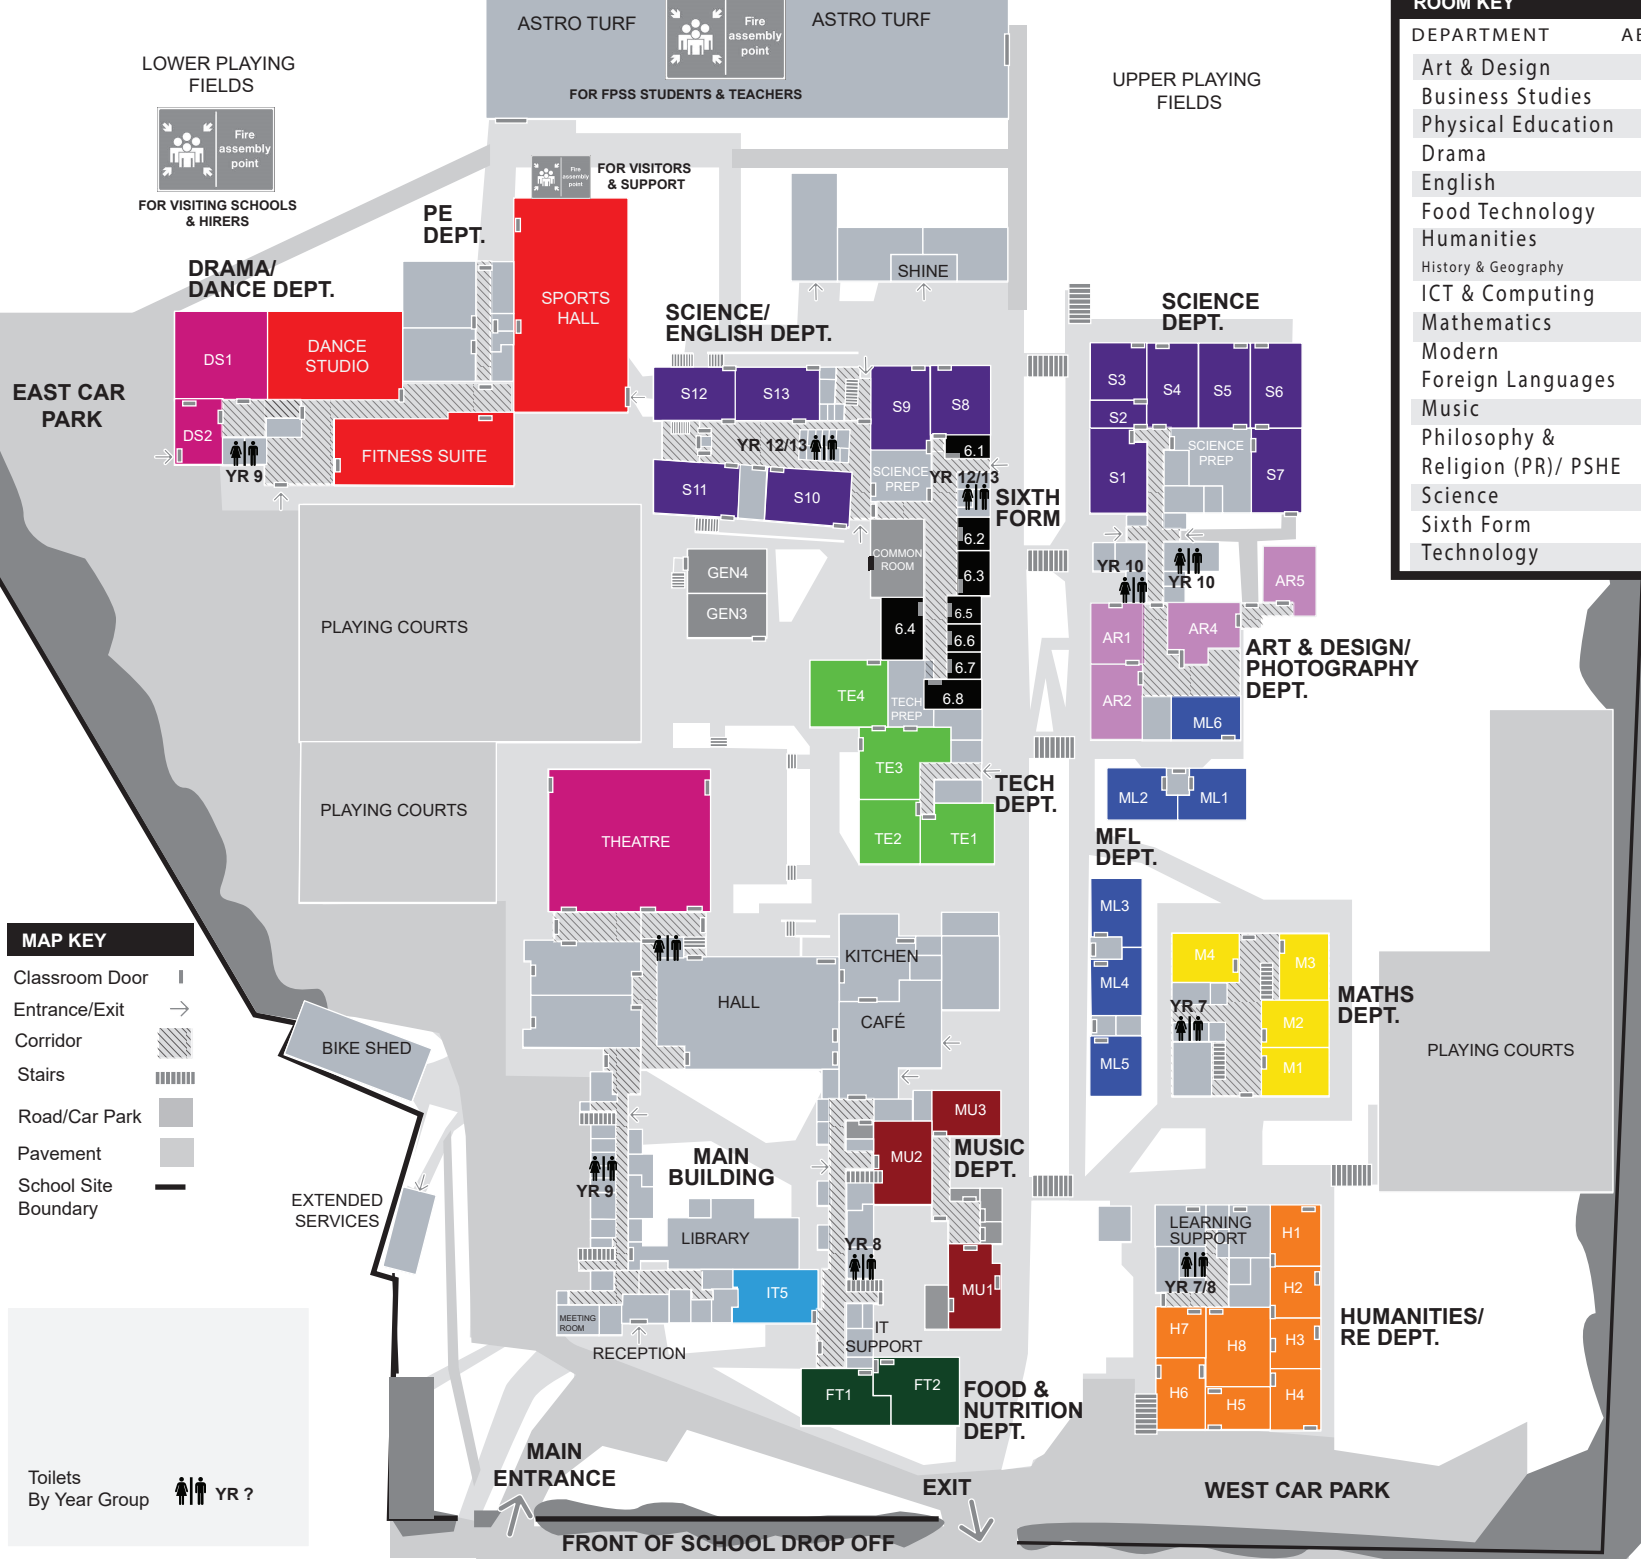 ASTRO TURF
Fire
assembly
point
ASTRO TURF
FOR FPSS STUDENTS & TEACHERS
LOWER PLAYING
FIELDS
Fire
assembly
point
FOR VISITING SCHOOLS
& HIRERS
UPPER PLAYING
FIELDS
ROOM KEY
DEPARTMENT
Art & Design
Business Studies
Physical Education
Drama
English
Food Technology
Humanities
History & Geography
ICT & Computing
Mathematics
Modern
Foreign Languages
Music
Philosophy &
Religion (PR)/ PSHE
Science
Sixth Form
Technology
Fire
assembly
point
FOR VISITORS
& SUPPORT
PE
DEPT.
DRAMA/
DANCE DEPT.
SPORTS
HALL
DS1
DANCE
STUDIO
DS2
FITNESS SUITE
YR 9
EAST CAR
PARK
SHINE
SCIENCE/
ENGLISH DEPT.
S12
S13
S9
S8
YR 12/13
6.1
S11
S10
SCIENCE
PREP
YR 12/13
SIXTH
FORM
COMMON
ROOM
6.2
6.3
6.4
6.5
6.6
6.7
6.8
GEN4
GEN3
SCIENCE
DEPT.
S3
S4
S5
S6
S2
S1
SCIENCE
PREP
S7
YR 10
YR 10
AR5
AR1
AR4
AR2
ML6
ART & DESIGN/
PHOTOGRAPHY
DEPT.
PLAYING COURTS
PLAYING COURTS
TE4
TECH
PREP
TE3
TE2
TE1
TECH
DEPT.
THEATRE
ML2
ML1
MFL
DEPT.
ML3
ML4
ML5
M4
M3
M2
M1
YR 7
MATHS
DEPT.
PLAYING COURTS
MAP KEY
Classroom Door
Entrance/Exit
Corridor
Stairs
Road/Car Park
Pavement
School Site
Boundary
KITCHEN
HALL
CAFÉ
BIKE SHED
EXTENDED
SERVICES
MU3
MU2
MUSIC
DEPT.
MU1
MAIN
BUILDING
YR 9
LIBRARY
YR 8
IT5
MEETING
ROOM
RECEPTION
IT
SUPPORT
FT1
FT2
FOOD &
NUTRITION
DEPT.
LEARNING
SUPPORT
YR 7/8
H1
H2
H3
H4
H5
H6
H7
H8
HUMANITIES/
RE DEPT.
Toilets
By Year Group
YR ?
MAIN
ENTRANCE
EXIT
WEST CAR PARK
FRONT OF SCHOOL DROP OFF